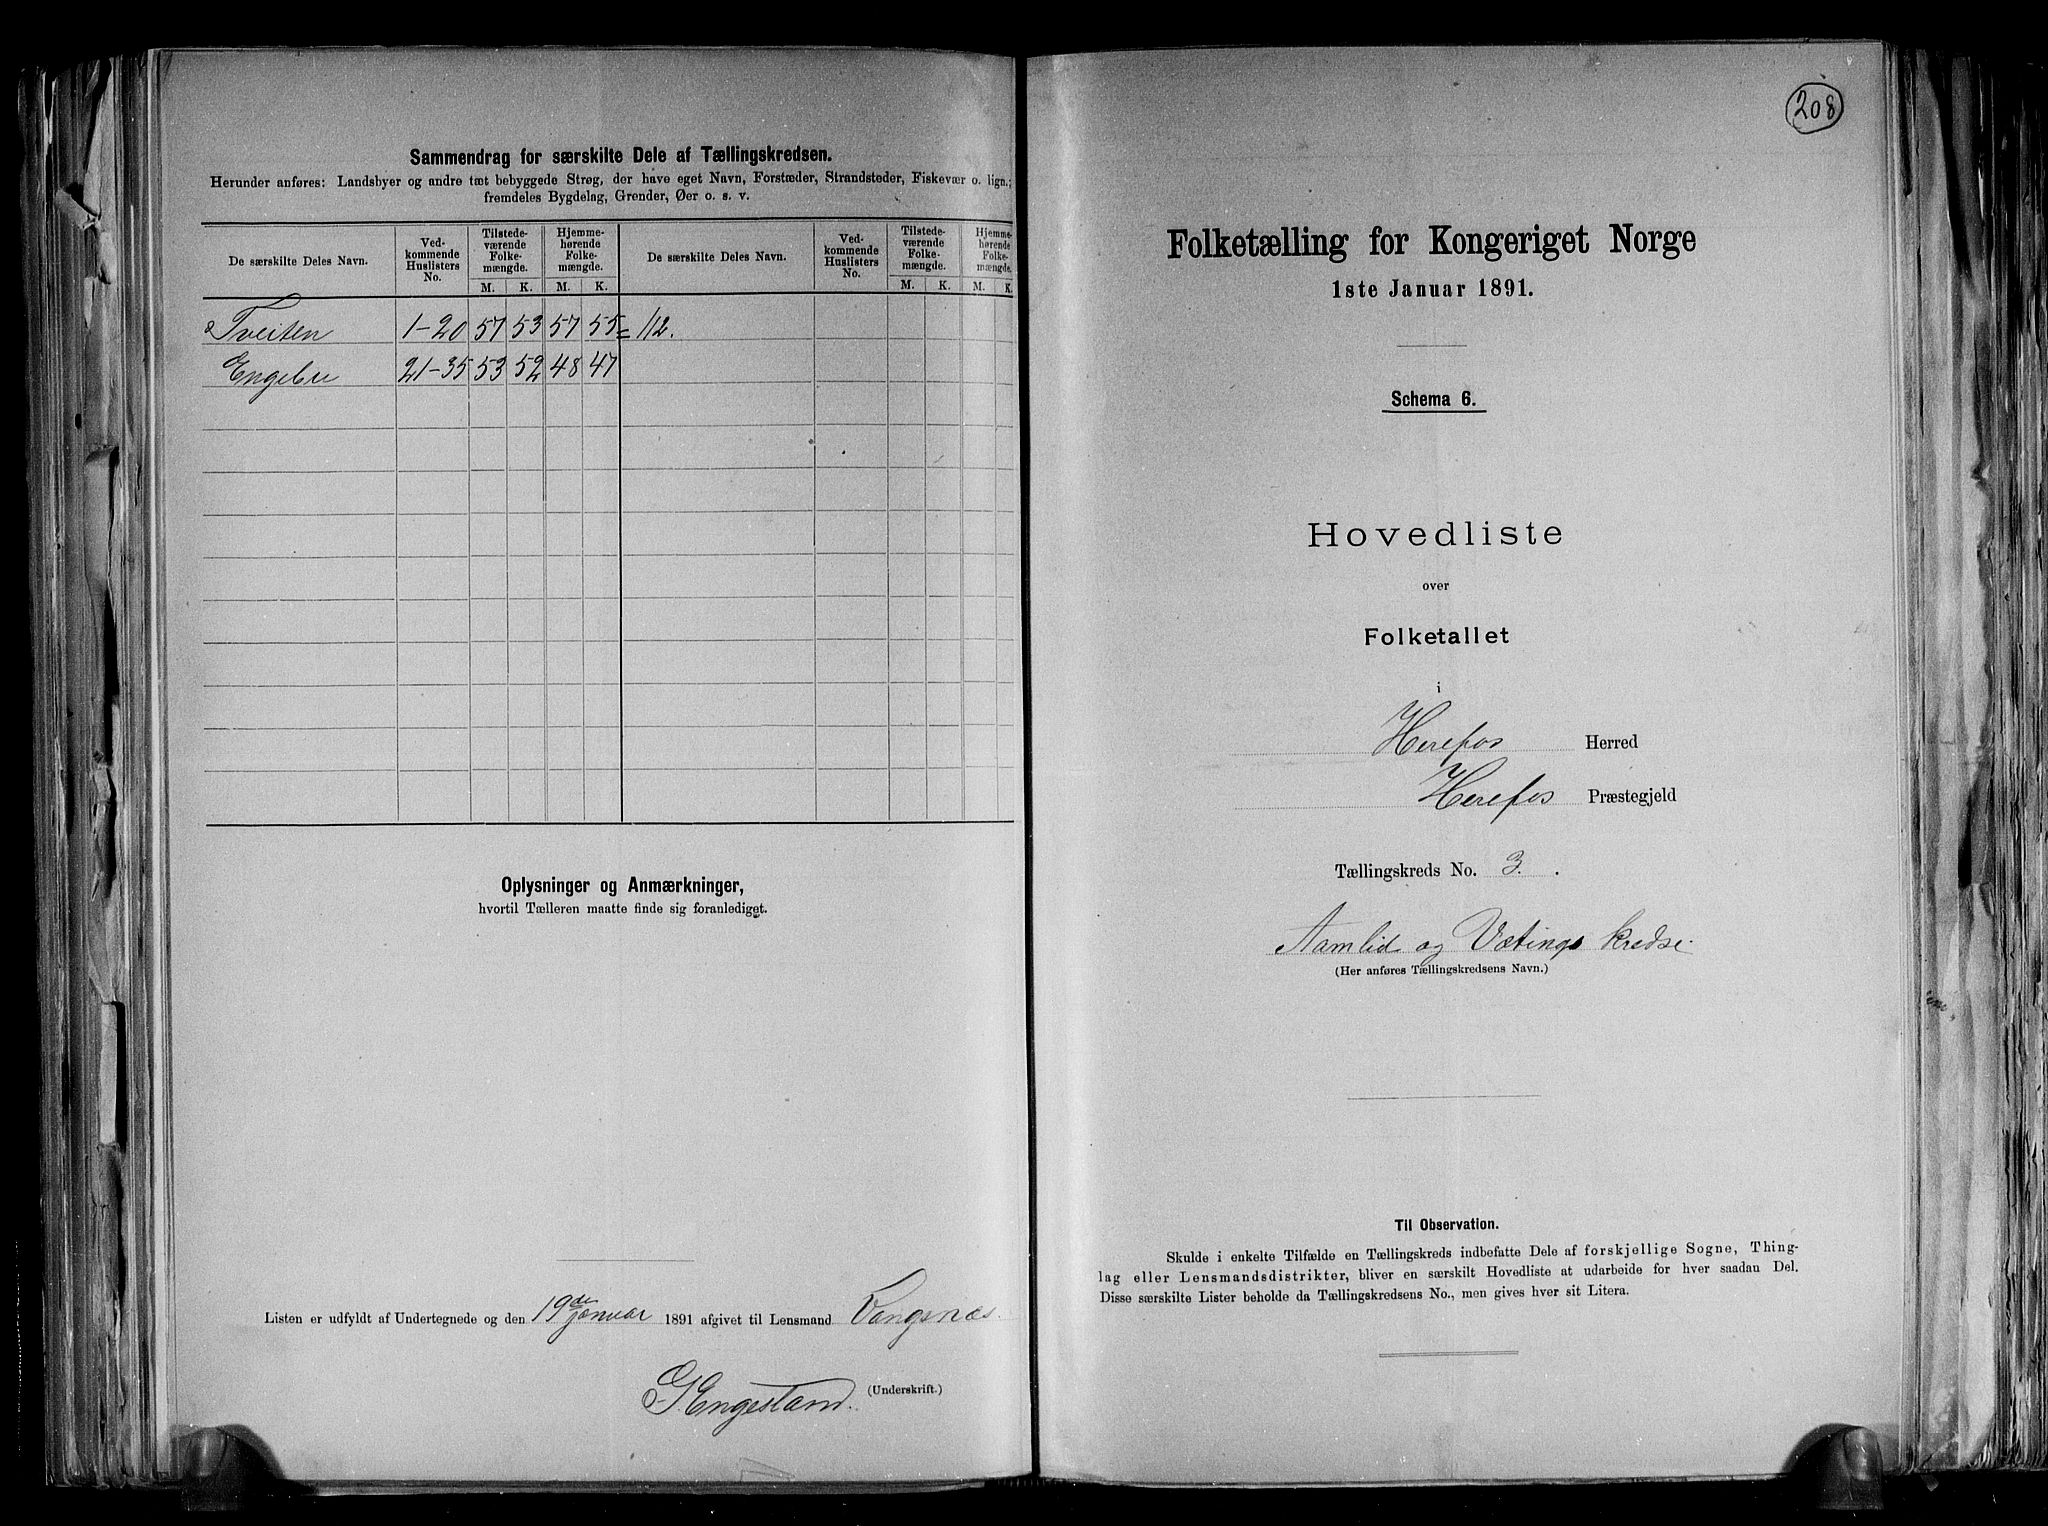 Sammendrag for særskilte Dele af Tællingskredsen.
Herunder anføres: Landsbyer og andre tæt bebyggede Strøg, der have eget Navn, Forstæder, Strandsteder, Fiskevær o. lign.;
fremdeles Bygdelag, Grender, Øer o. s. v.
De særskilte Deles Navn. Ved-kommende Huslisters No. Tilstede-værende Folke-mængde. Hjemme-hørende Folke-mængde. De særskilte Deles Navn. Ved-kommende Huslisters No. Tilstede-værende Folke-mængde. Hjemme-hørende Folke-mængde.
M. K. M. K. M. K. M. K.
Tveiten 1-20 57 53 57 55 = 112.
Engebu 21-35 53 52 48 47
Oplysninger og Anmærkninger,
hvortil Tælleren maatte finde sig foranlediget.
Listen er udfyldt af Undertegnede og den 19de januar 1891 afgivet til Lensmand Vangsnæs.
G. Engesland.
(Underskrift.)
208
Folketælling for Kongeriget Norge
1ste Januar 1891.
Schema 6.
Hovedliste
over
Folketallet
i
Herefos Herred
Herefos Præstegjeld
Tællingskreds No. 3.
Aamlid og Vætings kredse.
(Her anføres Tællingskredsens Navn.)
Til Observation.
Skulde i enkelte Tilfælde en Tællingskreds indbefatte Dele af forskjellige Sogne, Thing-
lag eller Lensmandsdistrikter, bliver en særskilt Hovedliste at udarbeide for hver saadan Del.
Disse særskilte Lister beholde da Tællingskredsens No., men gives hver sit Litera.